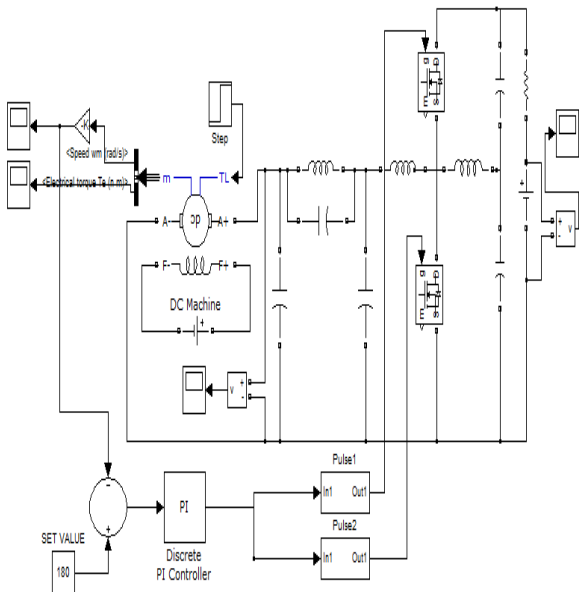 Step
-K-
<Speed wm (rad/s)>
<Electrical torque Te (n m)>
m
TL
A-
A+
F-
F+
DC Machine
g
D
S
E
g
D
S
E
+
+
-
v
+
-
v
+
Pulse1
In1
Out1
Pulse2
In1
Out1
PI
Discrete
PI Controller
-
+
SET VALUE
180